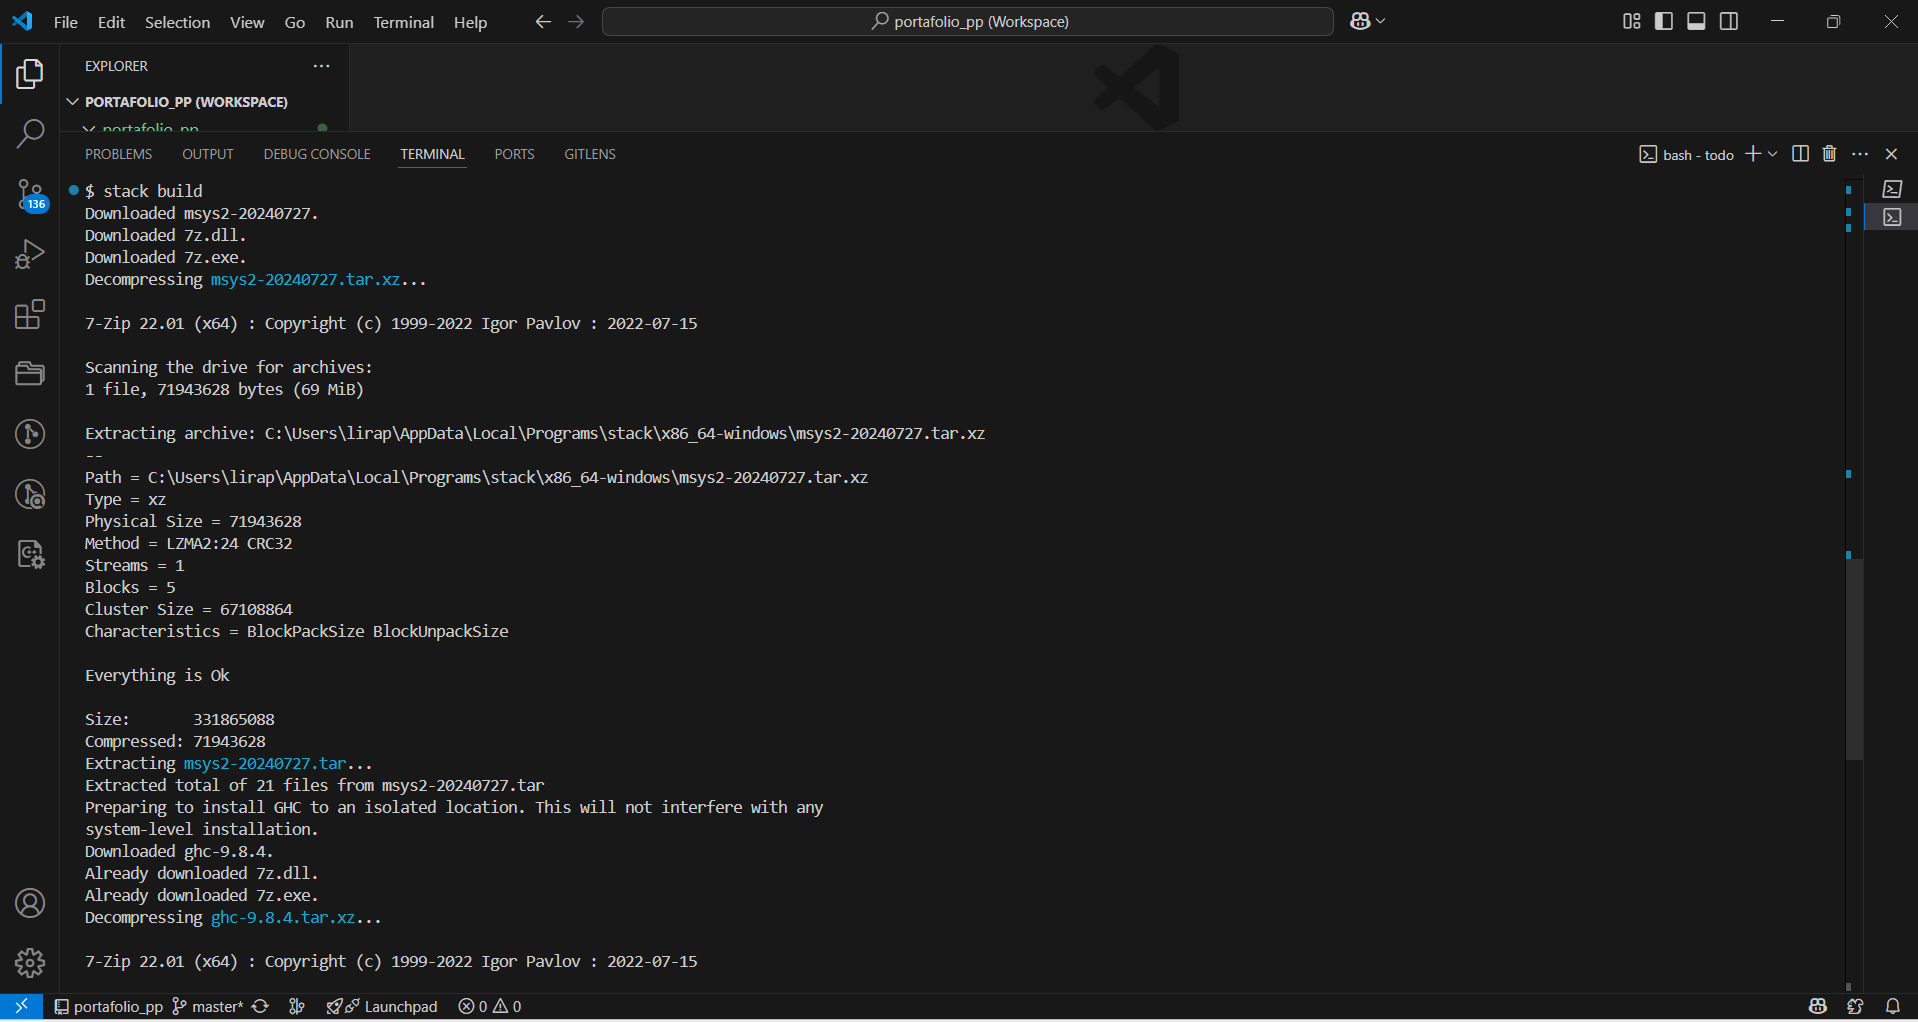 File Edit Selection View Go Run Terminal Help
portafolio_pp (Workspace)
EXPLORER
PORTAFOLIO_PP (WORKSPACE)
portafolio_pp
136
PROBLEMS OUTPUT DEBUG CONSOLE TERMINAL PORTS GITLENS
bash - todo
$ stack build
Downloaded msys2-20240727.
Downloaded 7z.dll.
Downloaded 7z.exe.
Decompressing msys2-20240727.tar.xz...
7-Zip 22.01 (x64) : Copyright (c) 1999-2022 Igor Pavlov : 2022-07-15
Scanning the drive for archives:
1 file, 71943628 bytes (69 MiB)
Extracting archive: C:\Users\lirap\AppData\Local\Programs\stack\x86_64-windows\msys2-20240727.tar.xz
--
Path = C:\Users\lirap\AppData\Local\Programs\stack\x86_64-windows\msys2-20240727.tar.xz
Type = xz
Physical Size = 71943628
Method = LZMA2:24 CRC32
Streams = 1
Blocks = 5
Cluster Size = 67108864
Characteristics = BlockPackSize BlockUnpackSize
Everything is Ok
Size:       331865088
Compressed: 71943628
Extracting msys2-20240727.tar...
Extracted total of 21 files from msys2-20240727.tar
Preparing to install GHC to an isolated location. This will not interfere with any
system-level installation.
Downloaded ghc-9.8.4.
Already downloaded 7z.dll.
Already downloaded 7z.exe.
Decompressing ghc-9.8.4.tar.xz...
7-Zip 22.01 (x64) : Copyright (c) 1999-2022 Igor Pavlov : 2022-07-15
portafolio_pp master* Launchpad 0 0